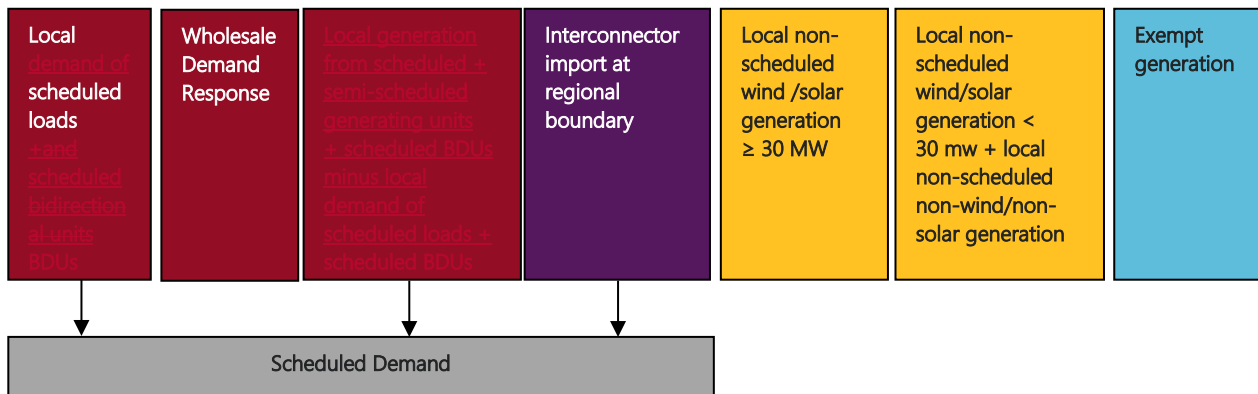 Local
demand of
scheduled
loads
+and
scheduled
bidirection
al units
BDUs
Wholesale
Demand
Response
Local generation
from scheduled +
semi-scheduled
generating units
+ scheduled BDUs
minus local
demand of
scheduled loads +
scheduled BDUs
Interconnector
import at
regional
boundary
Local non-
scheduled
wind /solar
generation
≥ 30 MW
Local non-
scheduled
wind/solar
generation <
30 mw + local
non-scheduled
non-wind/non-
solar generation
Exempt
generation
Scheduled Demand